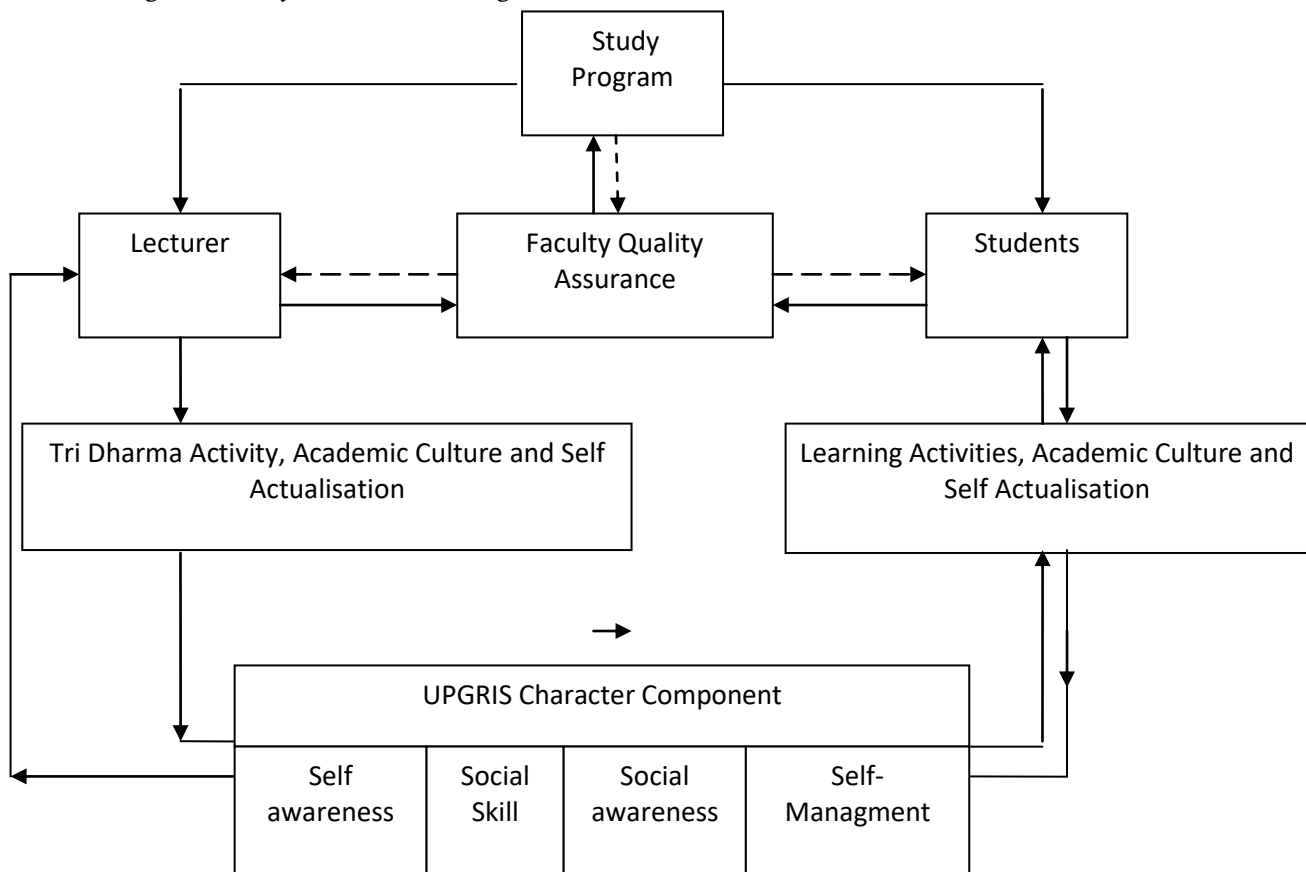 Study
Program
Lecturer
Faculty Quality
Assurance
Students
Tri Dharma Activity, Academic Culture and Self
Actualisation
Learning Activities, Academic Culture and
Self Actualisation
UPGRIS Character Component
Self
awareness
Social
Skill
Social
awareness
Self-
Managment